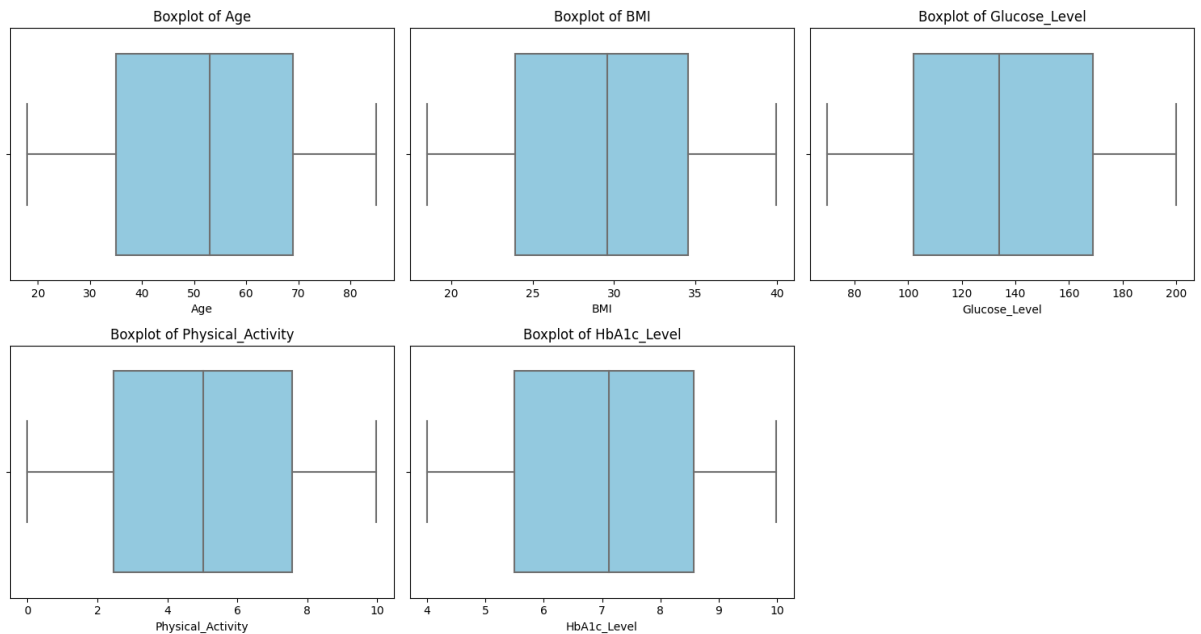 Boxplot of Age
20 30 40 50 60 70 80
Age
Boxplot of BMI
20 25 30 35 40
BMI
Boxplot of Glucose_Level
80 100 120 140 160 180 200
Glucose_Level
Boxplot of Physical_Activity
0 2 4 6 8 10
Physical_Activity
Boxplot of HbA1c_Level
4 5 6 7 8 9 10
HbA1c_Level